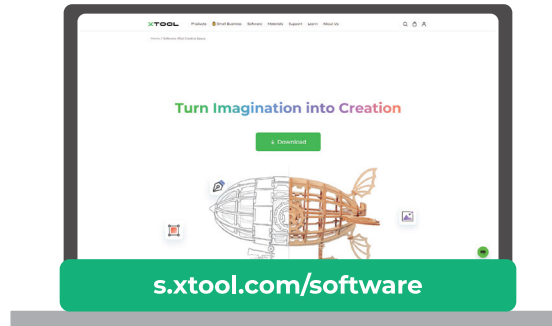 xTOOL Products Small Business Software Materials Support Learn About Us
Turn Imagination into Creation
Download
s.xtool.com/software